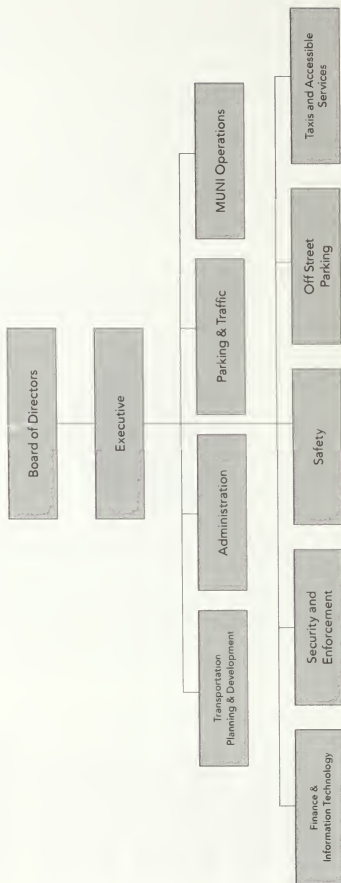 Board of Directors
Executive
Transportation
Planning & Development
Administration
Parking & Traffic
MUNI Operations
Finance &
Information Technology
Security and
Enforcement
Safety
Off Street
Parking
Taxis and Accessible
Services